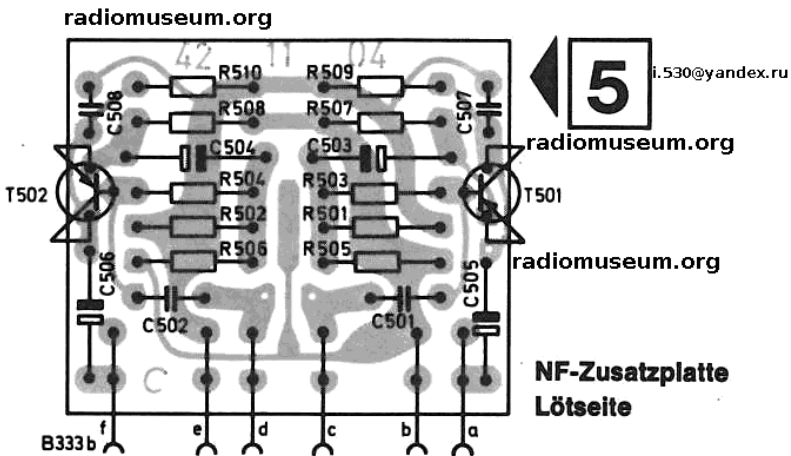 radiomuseum.org
42 11 04
R510 R509
5 i.530@yandex.ru
C508 R508 R507 C507
radiomuseum.org
C504 C503
T502 R504 R503 T501
R502 R501
R506 R505 radiomuseum.org
C506 C505
C502 C501
C
NF-Zusatzplatte
Lötseite
f e d c b a
B333b